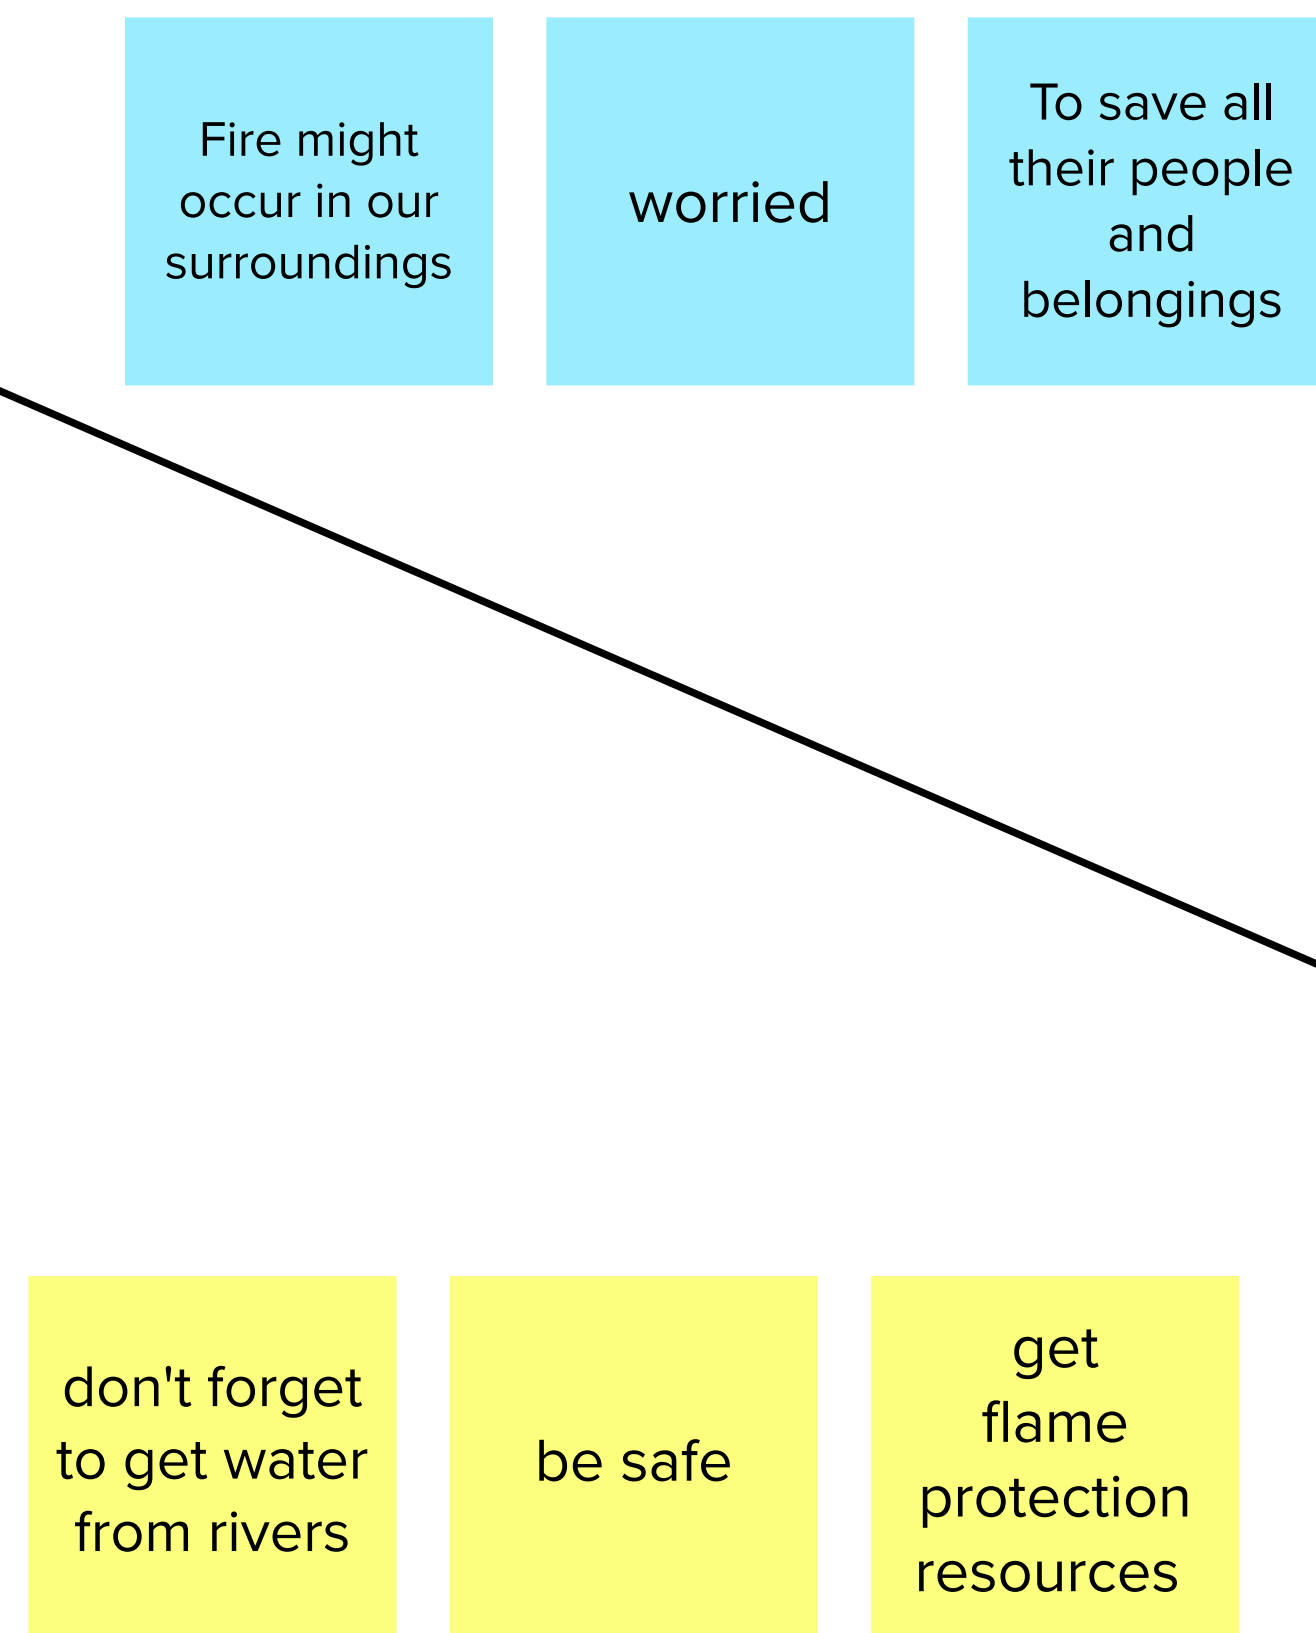 Fire might
occur in our
surroundings
worried
To save all
their people
and
belongings
don't forget
to get water
from rivers
be safe
get
flame
protection
resources